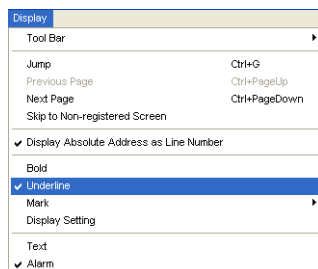 Display
Tool Bar
Jump Ctrl+G
Previous Page Ctrl+PageUp
Next Page Ctrl+PageDown
Skip to Non-registered Screen
Display Absolute Address as Line Number
Bold
Underline
Mark
Display Setting
Text
Alarm